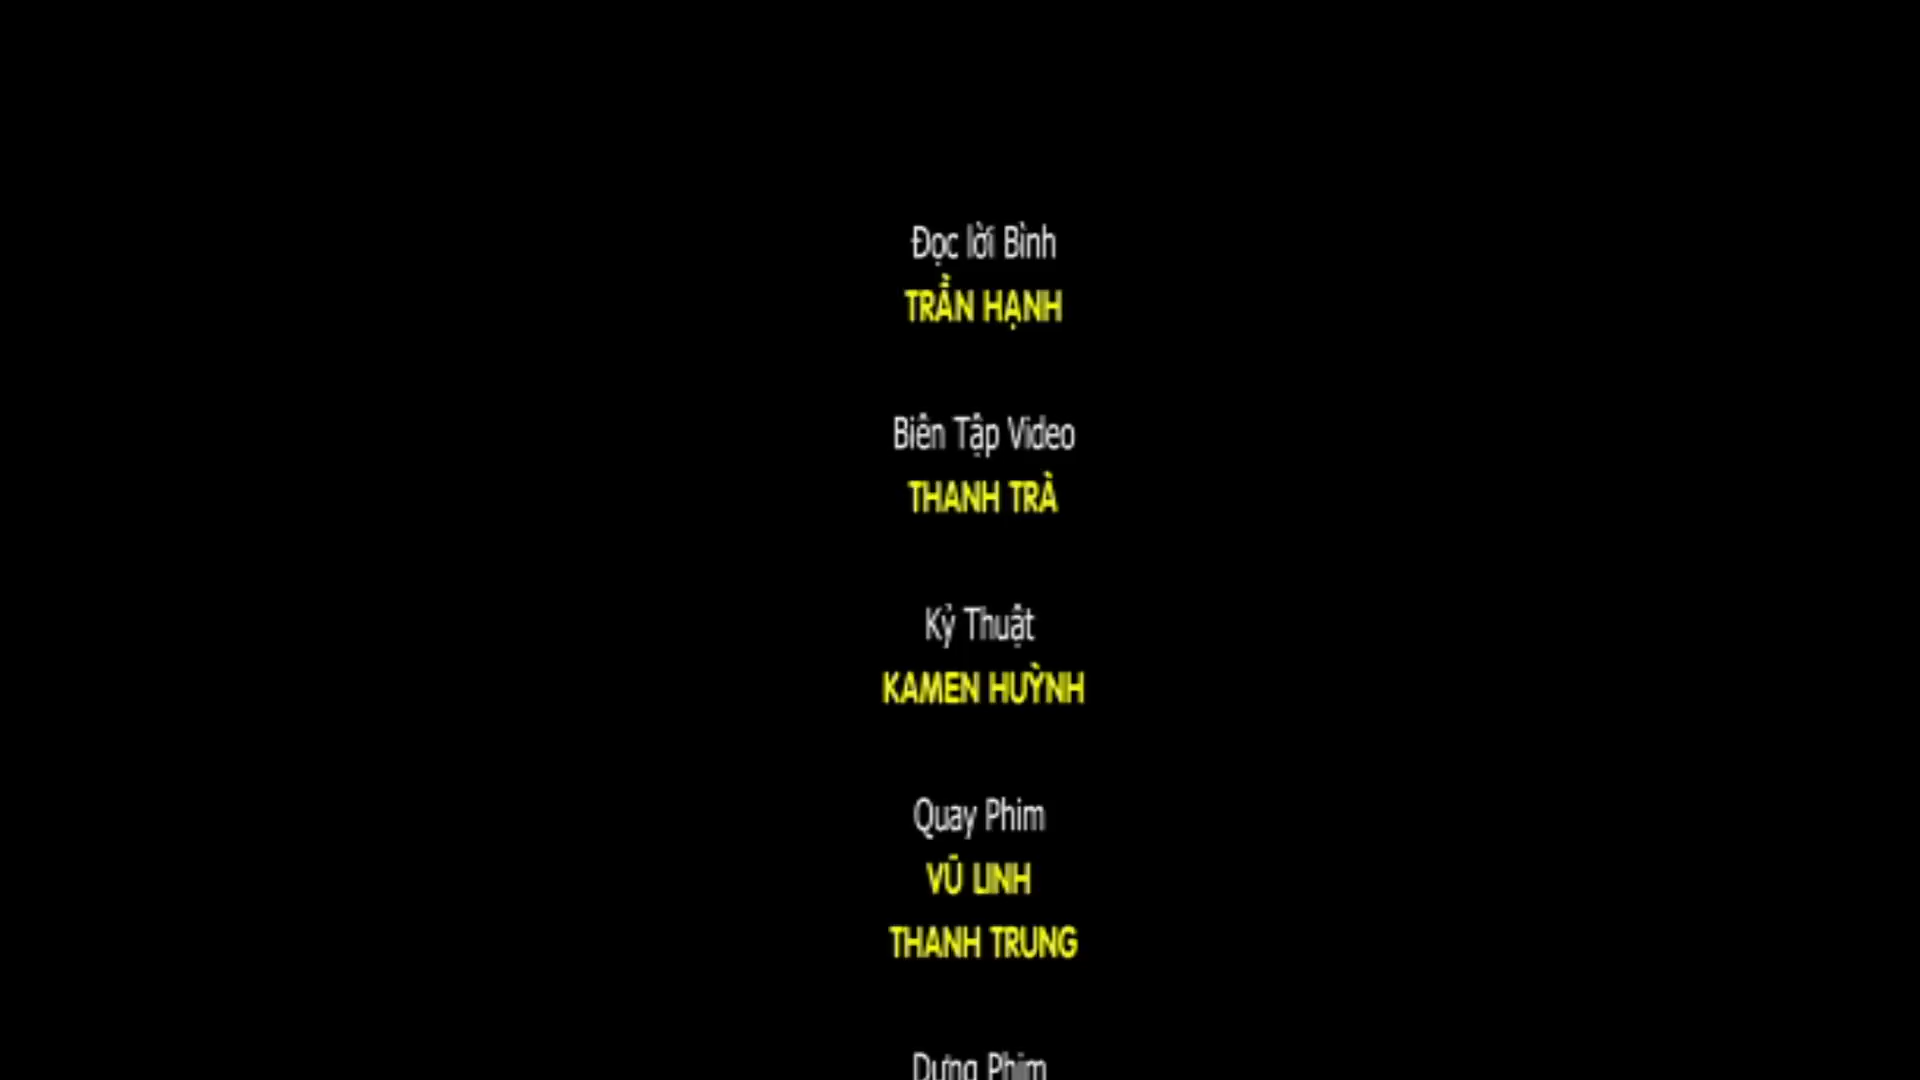 Đọc lời Bình
TRẦN HẠNH
Biên Tập Video
THANH TRÀ
Kỷ Thuật
KAMEN HUỲNH
Quay Phim
VŨ LINH
THANH TRUNG
Dựng Phim